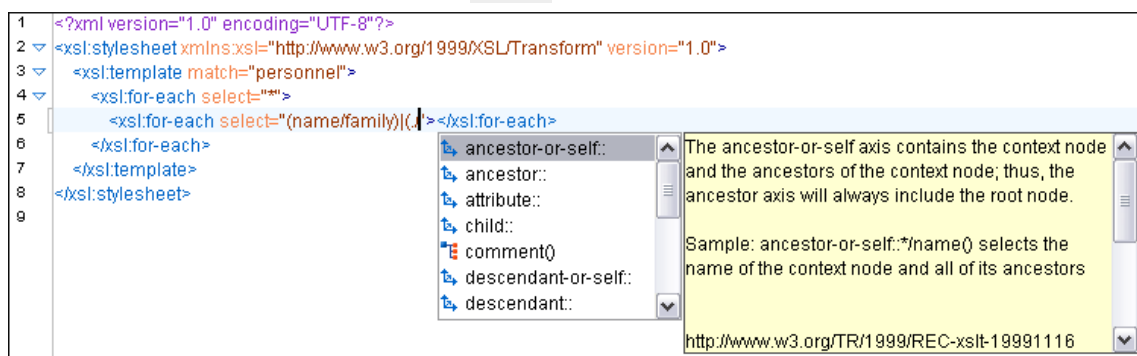 1 <?xml version="1.0" encoding="UTF-8"?>
2 <xsl:stylesheet xmlns:xsl="http://www.w3.org/1999/XSL/Transform" version="1.0">
3 <xsl:template match="personnel">
4 <xsl:for-each select="*">
5 <xsl:for-each select="(name/family)|(./"></xsl:for-each>
6 </xsl:for-each>
7 </xsl:template>
8 </xsl:stylesheet>
9
ancestor-or-self::
ancestor::
attribute::
child::
comment()
descendant-or-self::
descendant::
The ancestor-or-self axis contains the context node
and the ancestors of the context node; thus, the
ancestor axis will always include the root node.
Sample: ancestor-or-self::*/name() selects the
name of the context node and all of its ancestors
http://www.w3.org/TR/1999/REC-xslt-19991116